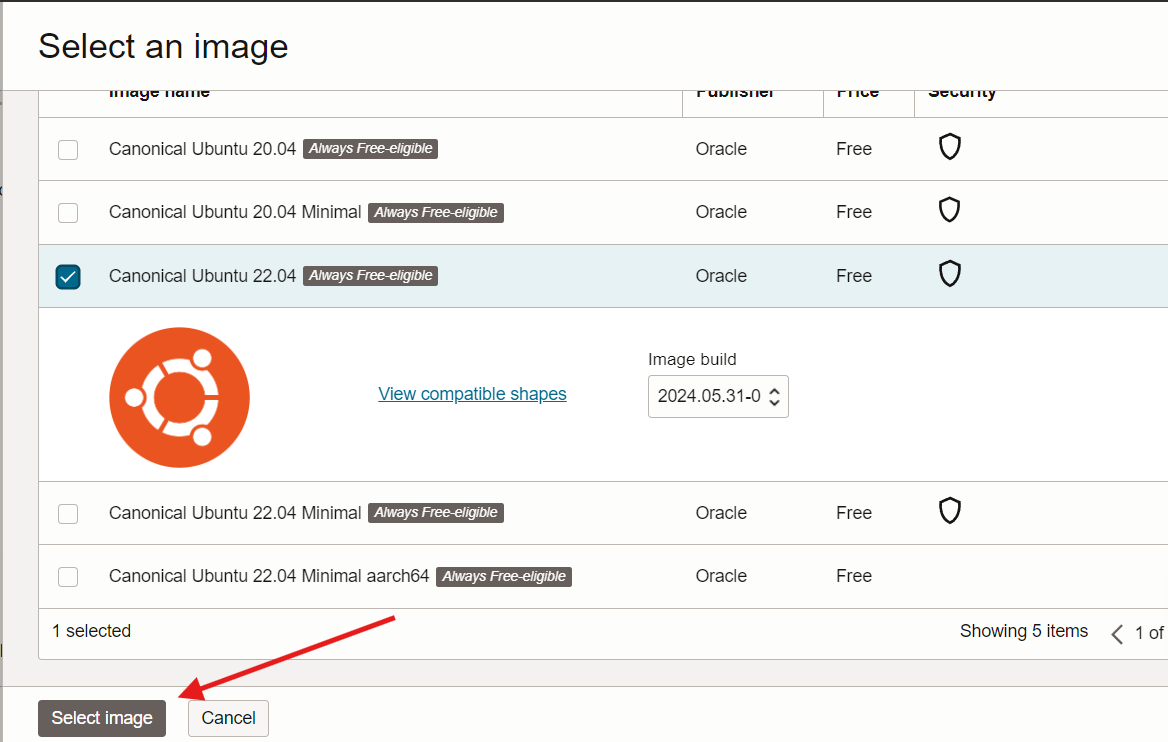 Select an image
Image name Publisher Price Security
Canonical Ubuntu 20.04 Always Free-eligible Oracle Free
Canonical Ubuntu 20.04 Minimal Always Free-eligible Oracle Free
Canonical Ubuntu 22.04 Always Free-eligible Oracle Free
Image build
View compatible shapes 2024.05.31-0
Canonical Ubuntu 22.04 Minimal Always Free-eligible Oracle Free
Canonical Ubuntu 22.04 Minimal aarch64 Always Free-eligible Oracle Free
1 selected Showing 5 items 1 of
Select image Cancel